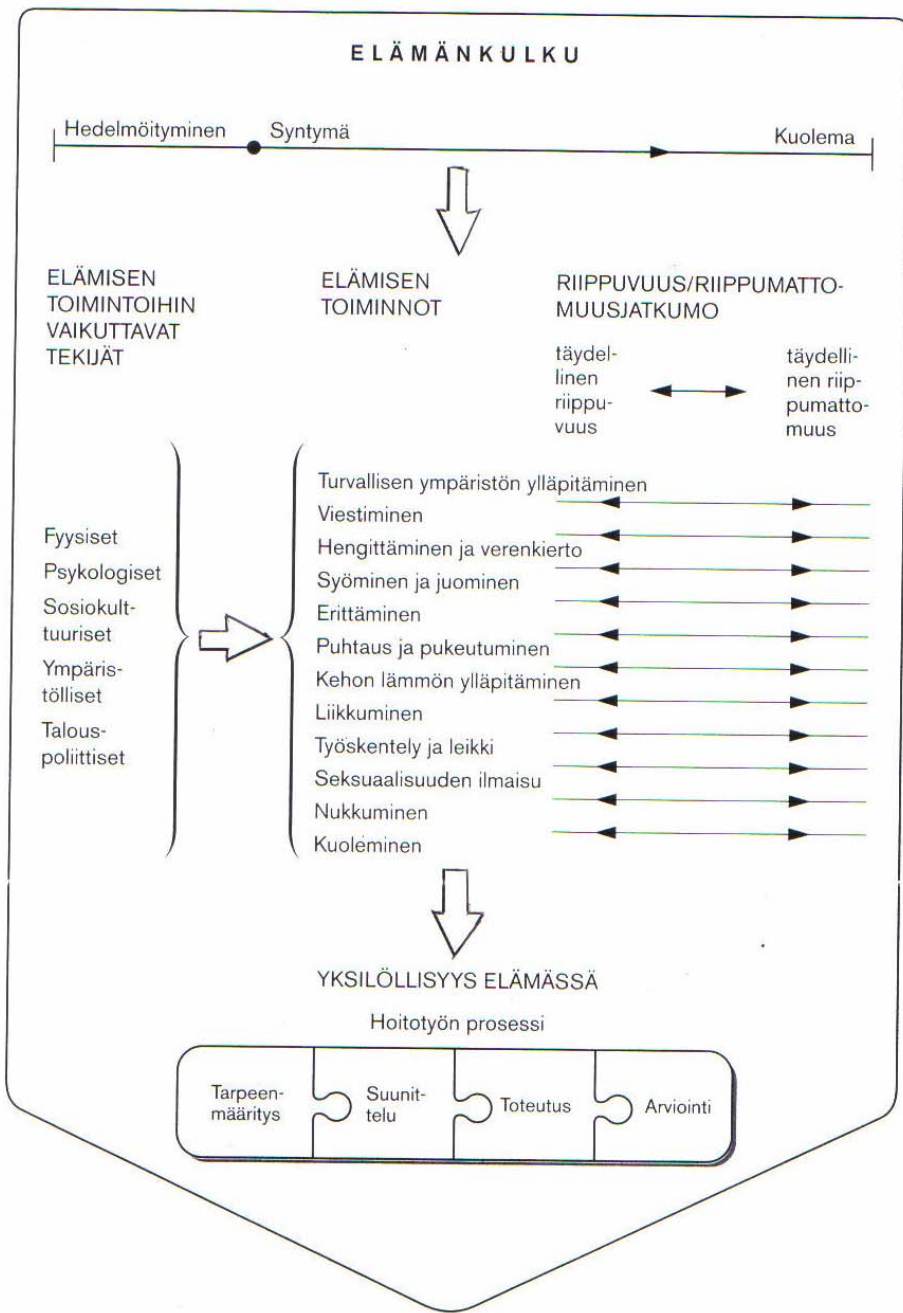 ELÄMÄNKULKU
Hedelmöityminen Syntymä Kuolema
ELÄMISEN
TOIMINTOIHIN
VAIKUTTAVAT
TEKIJÄT
ELÄMISEN
TOIMINNOT
RIIPPUVUUS/RIIPPUMATTO-
MUUSJATKUMO
täydel-
linen
riippu-
vuus
täydelli-
nen riip-
pumatto-
muus
Fyysiset
Psykologiset
Sosiokult-
tuuriset
Ympäris-
tölliset
Talous-
poliittiset
Turvallisen ympäristön ylläpitäminen
Viestiminen
Hengittäminen ja verenkierto
Syöminen ja juominen
Erittäminen
Puhtaus ja pukeutuminen
Kehon lämmön ylläpitäminen
Liikkuminen
Työskentely ja leikki
Seksuaalisuuden ilmaisu
Nukkuminen
Kuoleminen
YKSILÖLLISYYS ELÄMÄSSÄ
Hoitotyön prosessi
Tarpeen-
määritys
Suunit-
telu
Toteutus
Arviointi